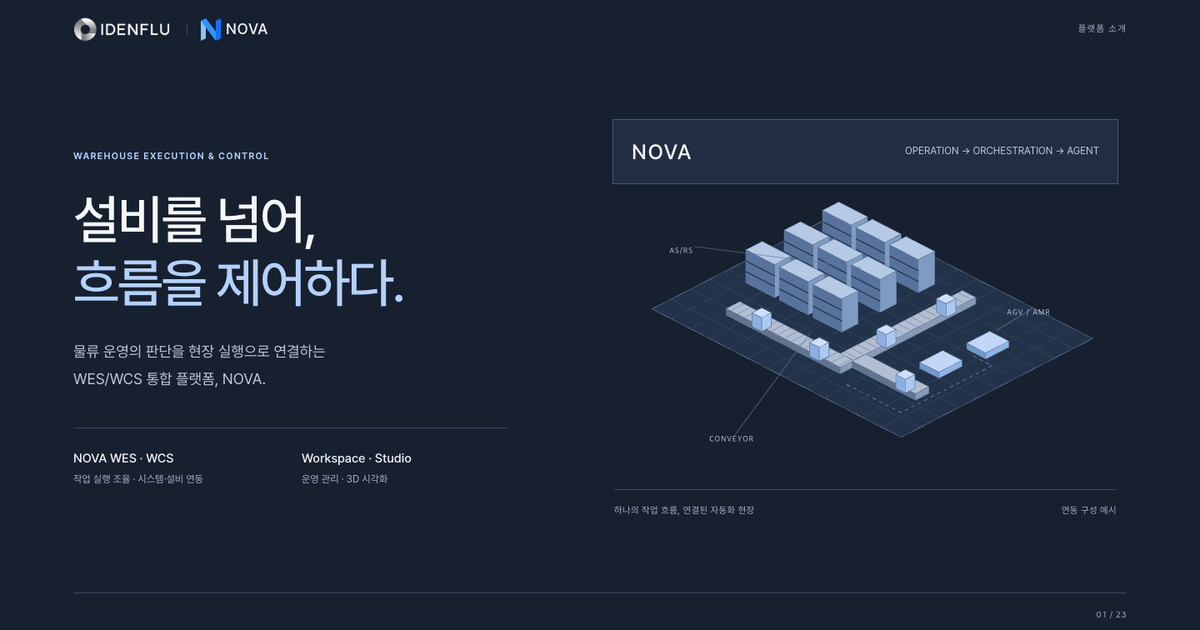 IDENFLU
NOVA
플랫폼 소개
WAREHOUSE EXECUTION & CONTROL
설비를 넘어,
흐름을 제어하다.
물류 운영의 판단을 현장 실행으로 연결하는
WES/WCS 통합 플랫폼, NOVA.
NOVA WES · WCS
작업 실행 조율 · 시스템·설비 연동
Workspace · Studio
운영 관리 · 3D 시각화
NOVA
OPERATION → ORCHESTRATION → AGENT
AS/RS
AGV / AMR
CONVEYOR
하나의 작업 흐름, 연결된 자동화 현장
연동 구성 예시
01 / 23